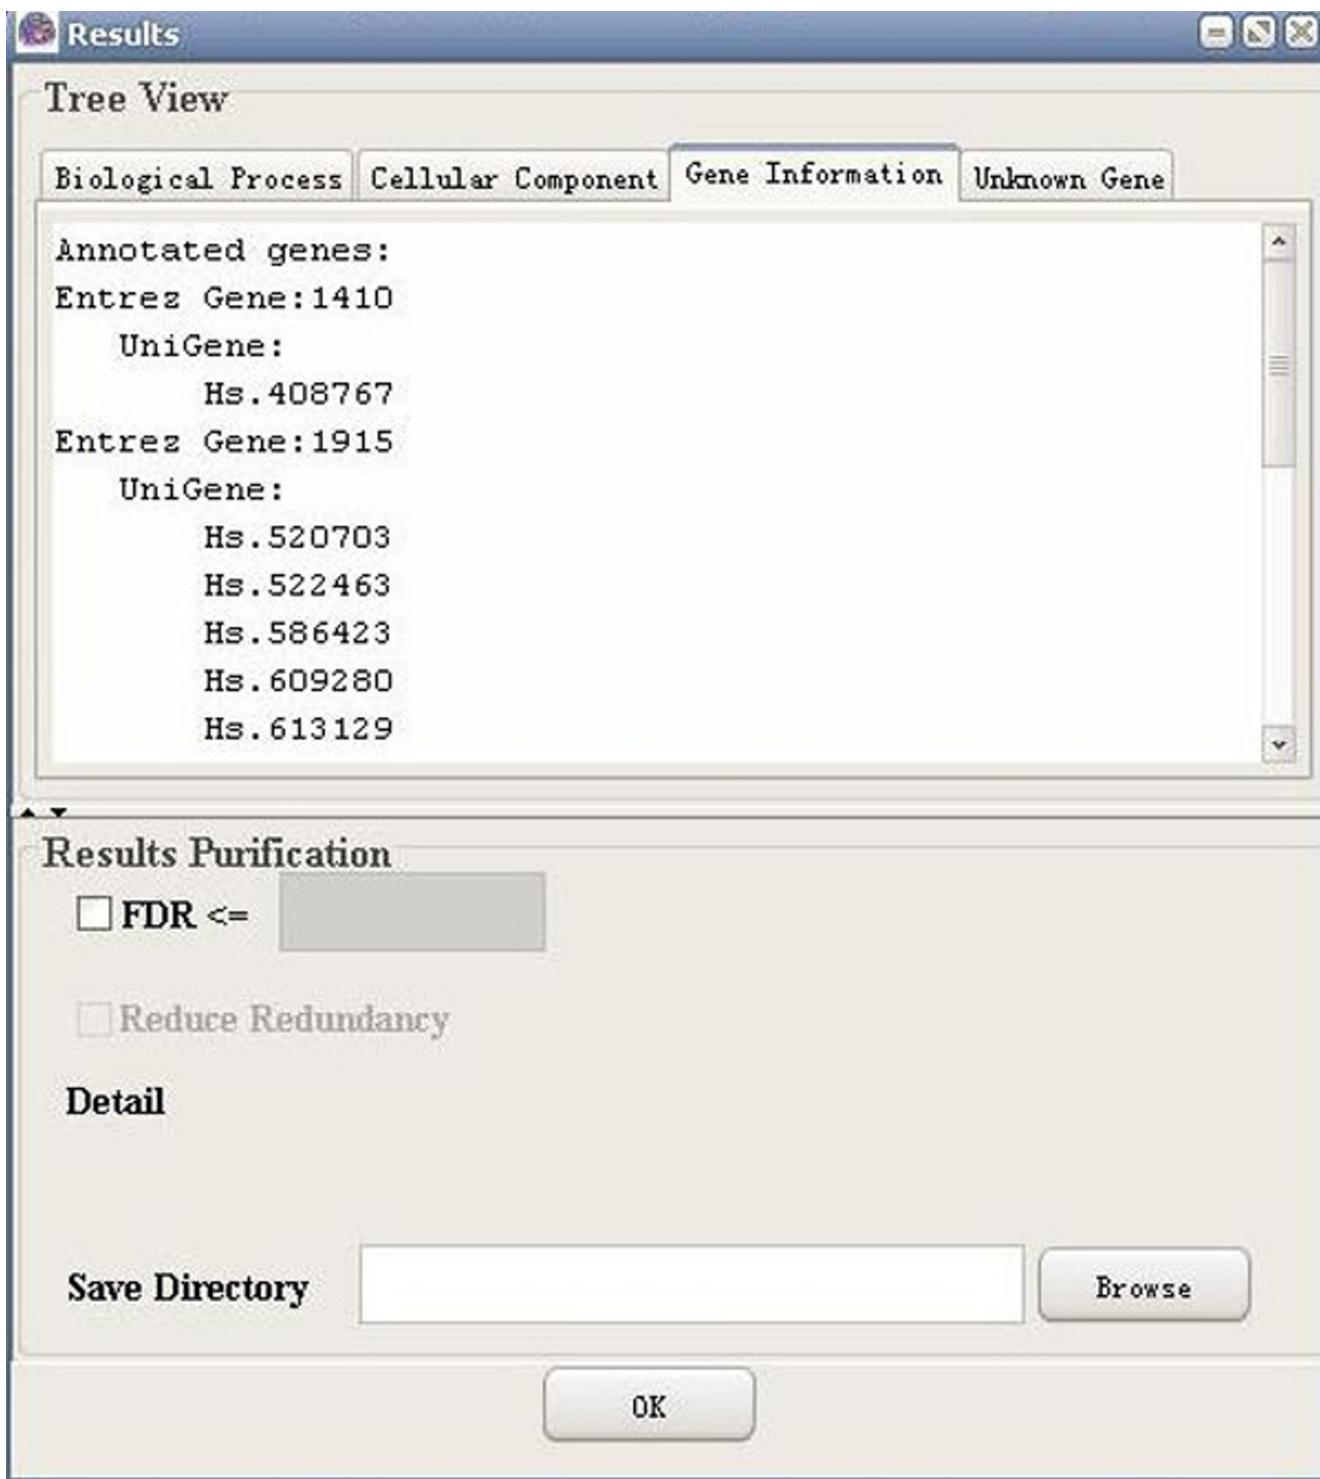 Results
Tree View
Biological Process Cellular Component Gene Information Unknown Gene
Annotated genes:
Entrez Gene:1410
UniGene:
Hs.408767
Entrez Gene:1915
UniGene:
Hs.520703
Hs.522463
Hs.586423
Hs.609280
Hs.613129
Results Purification
FDR <=
Reduce Redundancy
Detail
Save Directory Browse
OK